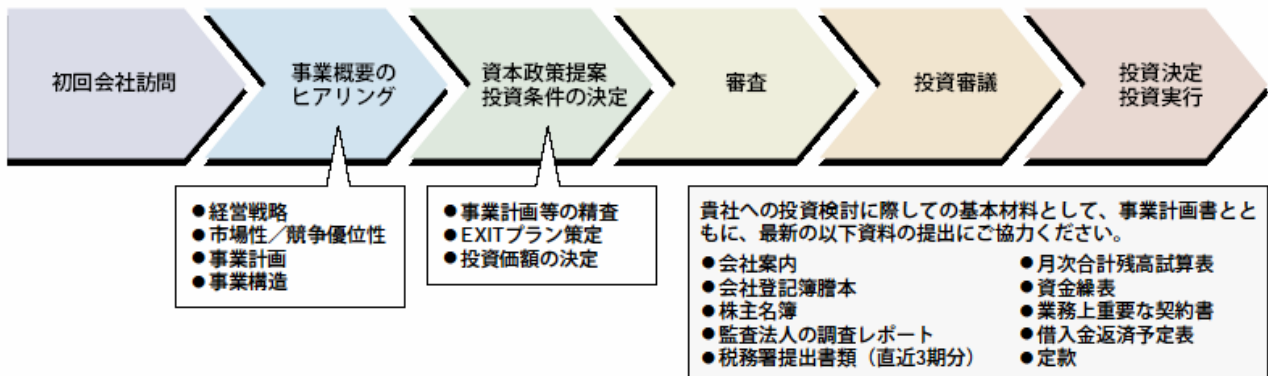 初回会社訪問
事業概要の
ヒアリング
資本政策提案
投資条件の決定
審査
投資審議
投資決定
投資実行
●経営戦略
●市場性／競争優位性
●事業計画
●事業構造
●事業計画等の精査
●EXITプラン策定
●投資価額の決定
貴社への投資検討に際しての基本材料として、事業計画書とと
もに、最新の以下資料の提出にご協力ください。
●会社案内
●会社登記簿謄本
●株主名簿
●監査法人の調査レポート
●税務署提出書類（直近3期分）
●月次合計残高試算表
●資金繰表
●業務上重要な契約書
●借入金返済予定表
●定款